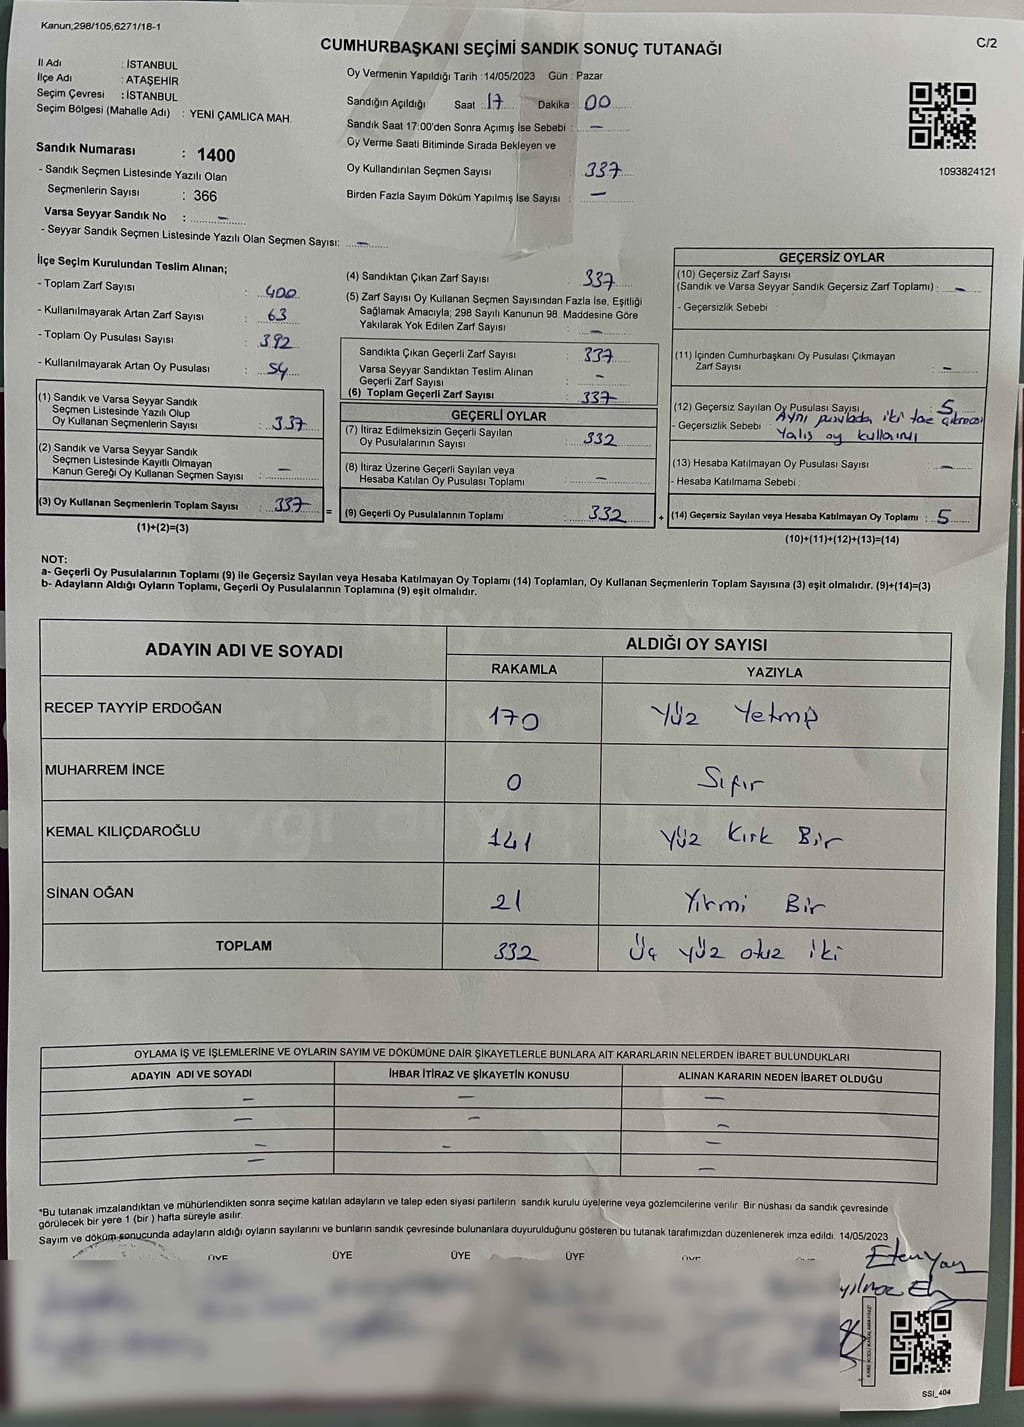 Kanun;298/105,6271/18-1
C/2
CUMHURBAŞKANI SEÇİMİ SANDIK SONUÇ TUTANAĞI
İl Adı : İSTANBUL
İlçe Adı : ATAŞEHİR
Seçim Çevresi : İSTANBUL
Seçim Bölgesi (Mahalle Adı) : YENİ ÇAMLICA MAH.
Sandık Numarası : 1400
- Sandık Seçmen Listesinde Yazılı Olan
Seçmenlerin Sayısı : 366
Varsa Seyyar Sandık No : –
- Seyyar Sandık Seçmen Listesinde Yazılı Olan Seçmen Sayısı: –
Oy Vermenin Yapıldığı Tarih :14/05/2023 Gün : Pazar
Sandığın Açıldığı Saat : 17 Dakika : 00
Sandık Saat 17:00'den Sonra Açımış İse Sebebi : –
Oy Verme Saati Bitiminde Sırada Bekleyen ve
Oy Kullandırılan Seçmen Sayısı : 337
Birden Fazla Sayım Döküm Yapılmış İse Sayısı : –
1093824121
İlçe Seçim Kurulundan Teslim Alınan;
- Toplam Zarf Sayısı : 400
- Kullanılmayarak Artan Zarf Sayısı : 63
- Toplam Oy Pusulası Sayısı : 392
- Kullanılmayarak Artan Oy Pusulası : 54
(1) Sandık ve Varsa Seyyar Sandık
Seçmen Listesinde Yazılı Olup
Oy Kullanan Seçmenlerin Sayısı : 337
(2) Sandık ve Varsa Seyyar Sandık
Seçmen Listesinde Kayıtlı Olmayan
Kanun Gereği Oy Kullanan Seçmen Sayısı : –
(3) Oy Kullanan Seçmenlerin Toplam Sayısı : 337 =
(1)+(2)=(3)
(4) Sandıktan Çıkan Zarf Sayısı : 337
(5) Zarf Sayısı Oy Kullanan Seçmen Sayısından Fazla İse, Eşitliği
Sağlamak Amacıyla; 298 Sayılı Kanunun 98. Maddesine Göre
Yakılarak Yok Edilen Zarf Sayısı : –
Sandıkta Çıkan Geçerli Zarf Sayısı : 337
Varsa Seyyar Sandıktan Teslim Alınan
Geçerli Zarf Sayısı : –
(6) Toplam Geçerli Zarf Sayısı : 337
GEÇERLİ OYLAR
(7) İtiraz Edilmeksizin Geçerli Sayılan
Oy Pusulalarının Sayısı : 332
(8) İtiraz Üzerine Geçerli Sayılan veya
Hesaba Katılan Oy Pusulası Toplamı : –
(9) Geçerli Oy Pusulalarının Toplamı : 332 +
GEÇERSİZ OYLAR
(10) Geçersiz Zarf Sayısı
(Sandık ve Varsa Seyyar Sandık Geçersiz Zarf Toplamı) : –
- Geçersizlik Sebebi :
(11) İçinden Cumhurbaşkanı Oy Pusulası Çıkmayan
Zarf Sayısı : –
(12) Geçersiz Sayılan Oy Pusulası Sayısı : 5
- Geçersizlik Sebebi : Aynı pusulada iki tae çıkması
Yalış oy kullanımı
(13) Hesaba Katılmayan Oy Pusulası Sayısı : –
- Hesaba Katılmama Sebebi :
(14) Geçersiz Sayılan veya Hesaba Katılmayan Oy Toplamı : 5
(10)+(11)+(12)+(13)=(14)
NOT:
a- Geçerli Oy Pusulalarının Toplamı (9) ile Geçersiz Sayılan veya Hesaba Katılmayan Oy Toplamı (14) Toplamları, Oy Kullanan Seçmenlerin Toplam Sayısına (3) eşit olmalıdır. (9)+(14)=(3)
b- Adayların Aldığı Oyların Toplamı, Geçerli Oy Pusulalarının Toplamına (9) eşit olmalıdır.
ADAYIN ADI VE SOYADI
ALDIĞI OY SAYISI
RAKAMLA YAZIYLA
RECEP TAYYİP ERDOĞAN 170 Yüz Yetmiş
MUHARREM İNCE 0 Sıfır
KEMAL KILIÇDAROĞLU 141 Yüz Kırk Bir
SİNAN OĞAN 21 Yirmi Bir
TOPLAM 332 Üç yüz otuz iki
OYLAMA İŞ VE İŞLEMLERİNE VE OYLARIN SAYIM VE DÖKÜMÜNE DAİR ŞİKAYETLERLE BUNLARA AİT KARARLARIN NELERDEN İBARET BULUNDUKLARI
ADAYIN ADI VE SOYADI İHBAR İTİRAZ VE ŞİKAYETİN KONUSU ALINAN KARARIN NEDEN İBARET OLDUĞU
– – –
– – –
– – –
– –
*Bu tutanak imzalandıktan ve mühürlendikten sonra seçime katılan adayların ve talep eden siyasi partilerin sandık kurulu üyelerine veya gözlemcilerine verilir. Bir nüshası da sandık çevresinde
görülecek bir yere 1 (bir ) hafta süreyle asılır.
Sayım ve döküm sonucunda adayların aldığı oyların sayılarını ve bunların sandık çevresinde bulunanlara duyurulduğunu gösteren bu tutanak tarafımızdan düzenlenerek imza edildi. 14/05/2023
ÜYE ÜYE ÜYE ÜYE ÜYE
SSI_404